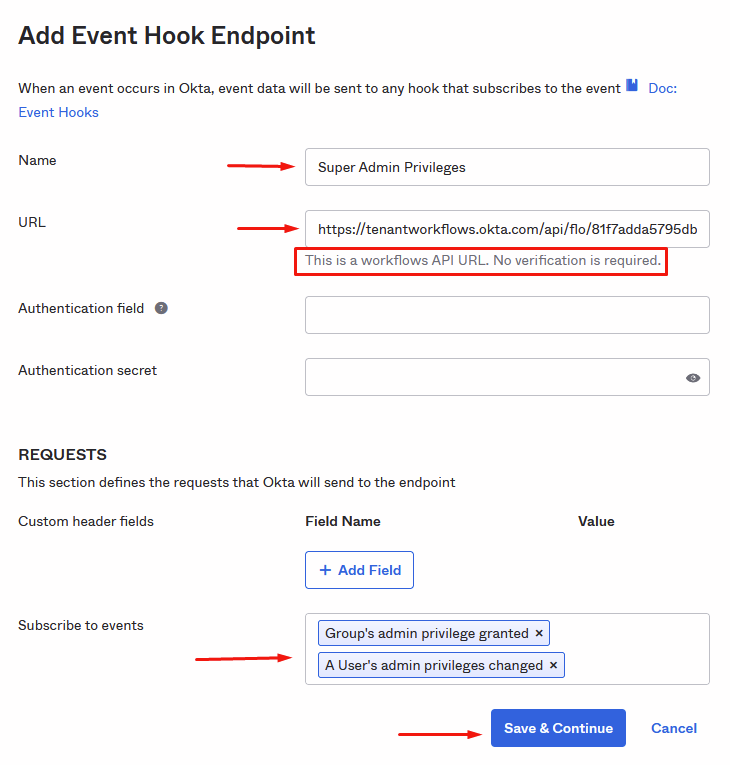 Add Event Hook Endpoint
When an event occurs in Okta, event data will be sent to any hook that subscribes to the event Doc:
Event Hooks
Name
Super Admin Privileges
URL
https://tenantworkflows.okta.com/api/flo/81f7adda5795db
This is a workflows API URL. No verification is required.
Authentication field ?
Authentication secret
REQUESTS
This section defines the requests that Okta will send to the endpoint
Custom header fields Field Name Value
+ Add Field
Subscribe to events
Group's admin privilege granted ×
A User's admin privileges changed ×
Save & Continue Cancel